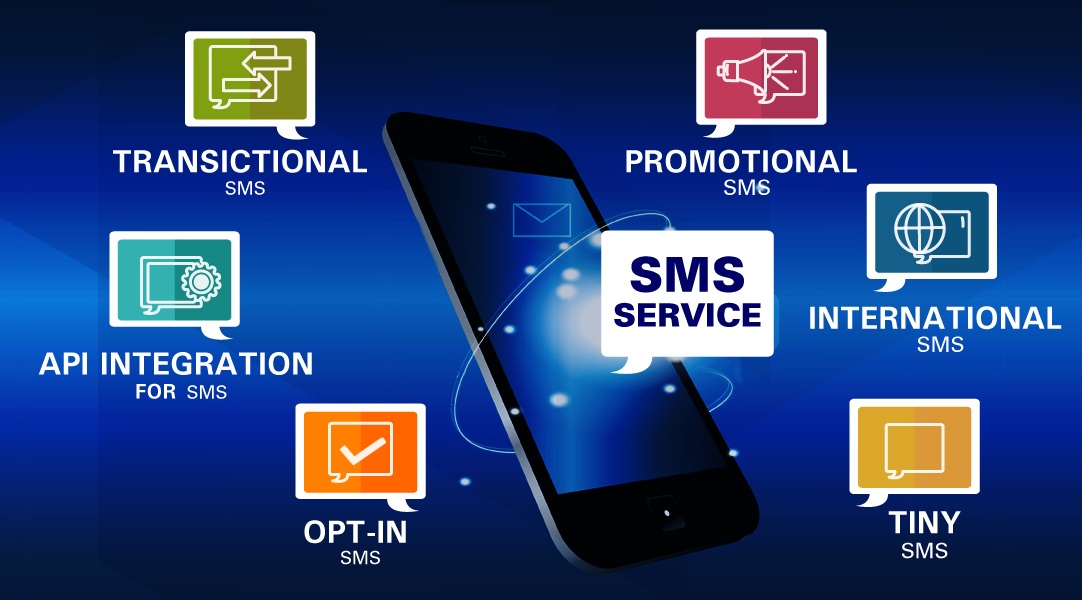 TRANSICTIONAL
SMS
PROMOTIONAL
SMS
API INTEGRATION
FOR SMS
SMS
SERVICE
INTERNATIONAL
SMS
OPT-IN
SMS
TINY
SMS